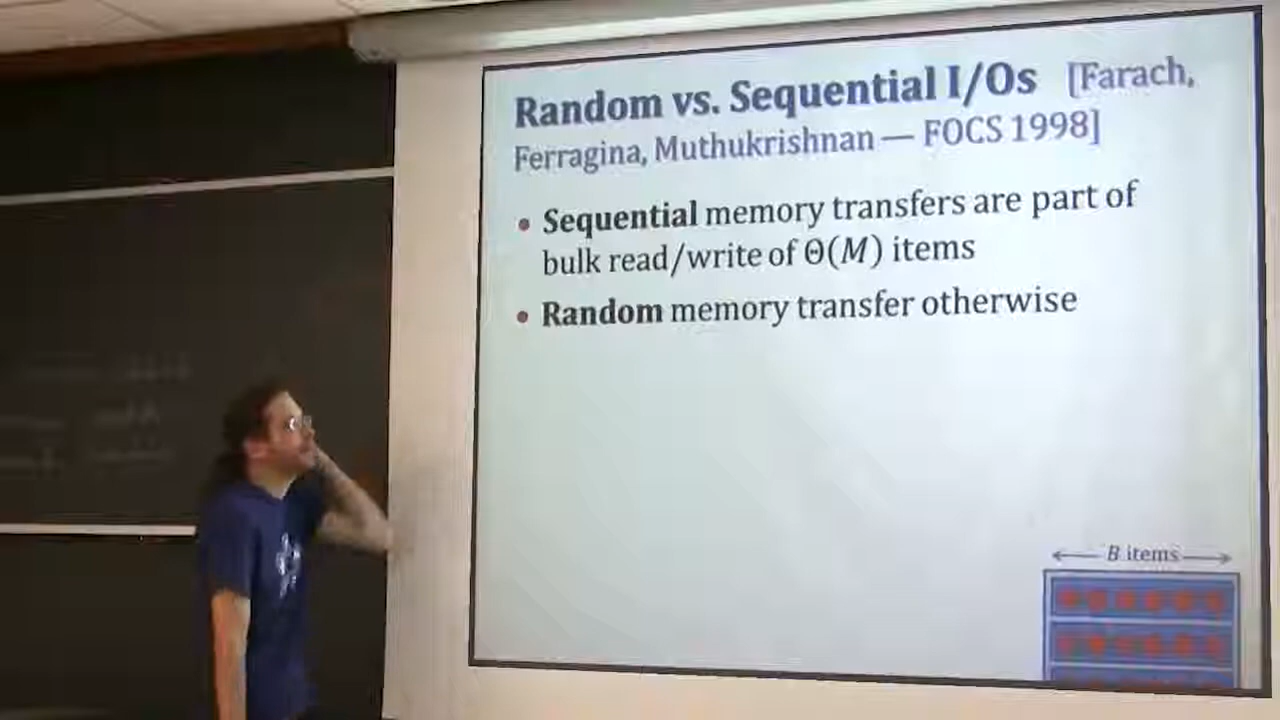 Random vs. Sequential I/Os [Farach,
Ferragina, Muthukrishnan — FOCS 1998]
• Sequential memory transfers are part of
bulk read/write of Θ(M) items
• Random memory transfer otherwise
B items